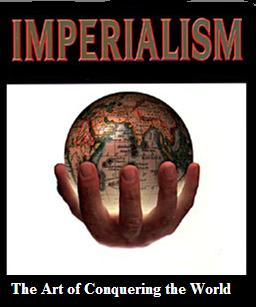 IMPERIALISM
The Art of Conquering the World